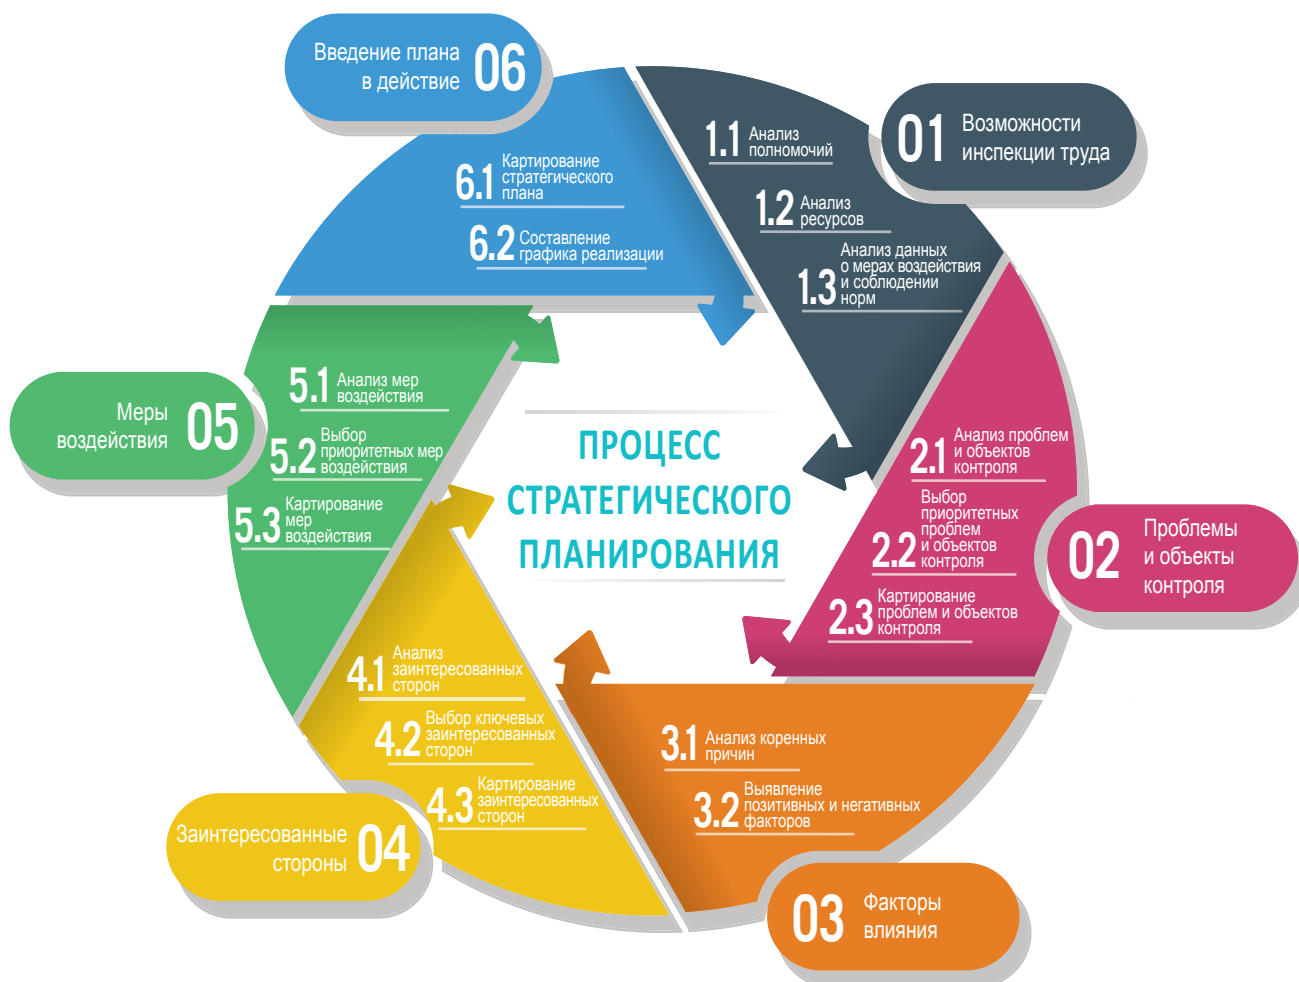 ПРОЦЕСС
СТРАТЕГИЧЕСКОГО
ПЛАНИРОВАНИЯ
01
Возможности
инспекции труда
1.1
Анализ
полномочий
1.2
Анализ
ресурсов
1.3
Анализ данных
о мерах воздействия
и соблюдении
норм
02
Проблемы
и объекты
контроля
2.1
Анализ проблем
и объектов
контроля
2.2
Выбор
приоритетных
проблем
и объектов
контроля
2.3
Картирование
проблем и объектов
контроля
03
Факторы
влияния
3.1
Анализ коренных
причин
3.2
Выявление
позитивных и негативных
факторов
Заинтересованные
стороны
04
4.1
Анализ
заинтересованных
сторон
4.2
Выбор ключевых
заинтересованных
сторон
4.3
Картирование
заинтересованных
сторон
Меры
воздействия
05
5.1
Анализ мер
воздействия
5.2
Выбор
приоритетных мер
воздействия
5.3
Картирование
мер
воздействия
Введение плана
в действие
06
6.1
Картирование
стратегического
плана
6.2
Составление
графика реализации